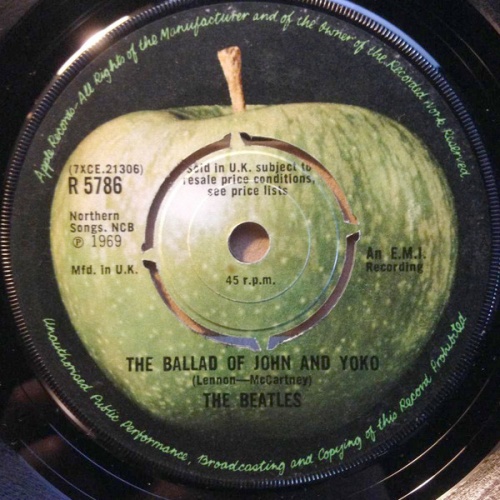 Apple Records-All Rights of the Manufacturer and of the Owner of the Recorded Work Reserved
(7XCE.21306)
R 5786
Sold in U.K. subject to
resale price conditions,
see price lists
Northern
Songs. NCB
Ⓟ 1969
Mfd. in U.K.
An E.M.I.
Recording
45 r.p.m.
THE BALLAD OF JOHN AND YOKO
(Lennon—McCartney)
THE BEATLES
Unauthorised Public Performance, Broadcasting and Copying of this Record Prohibited